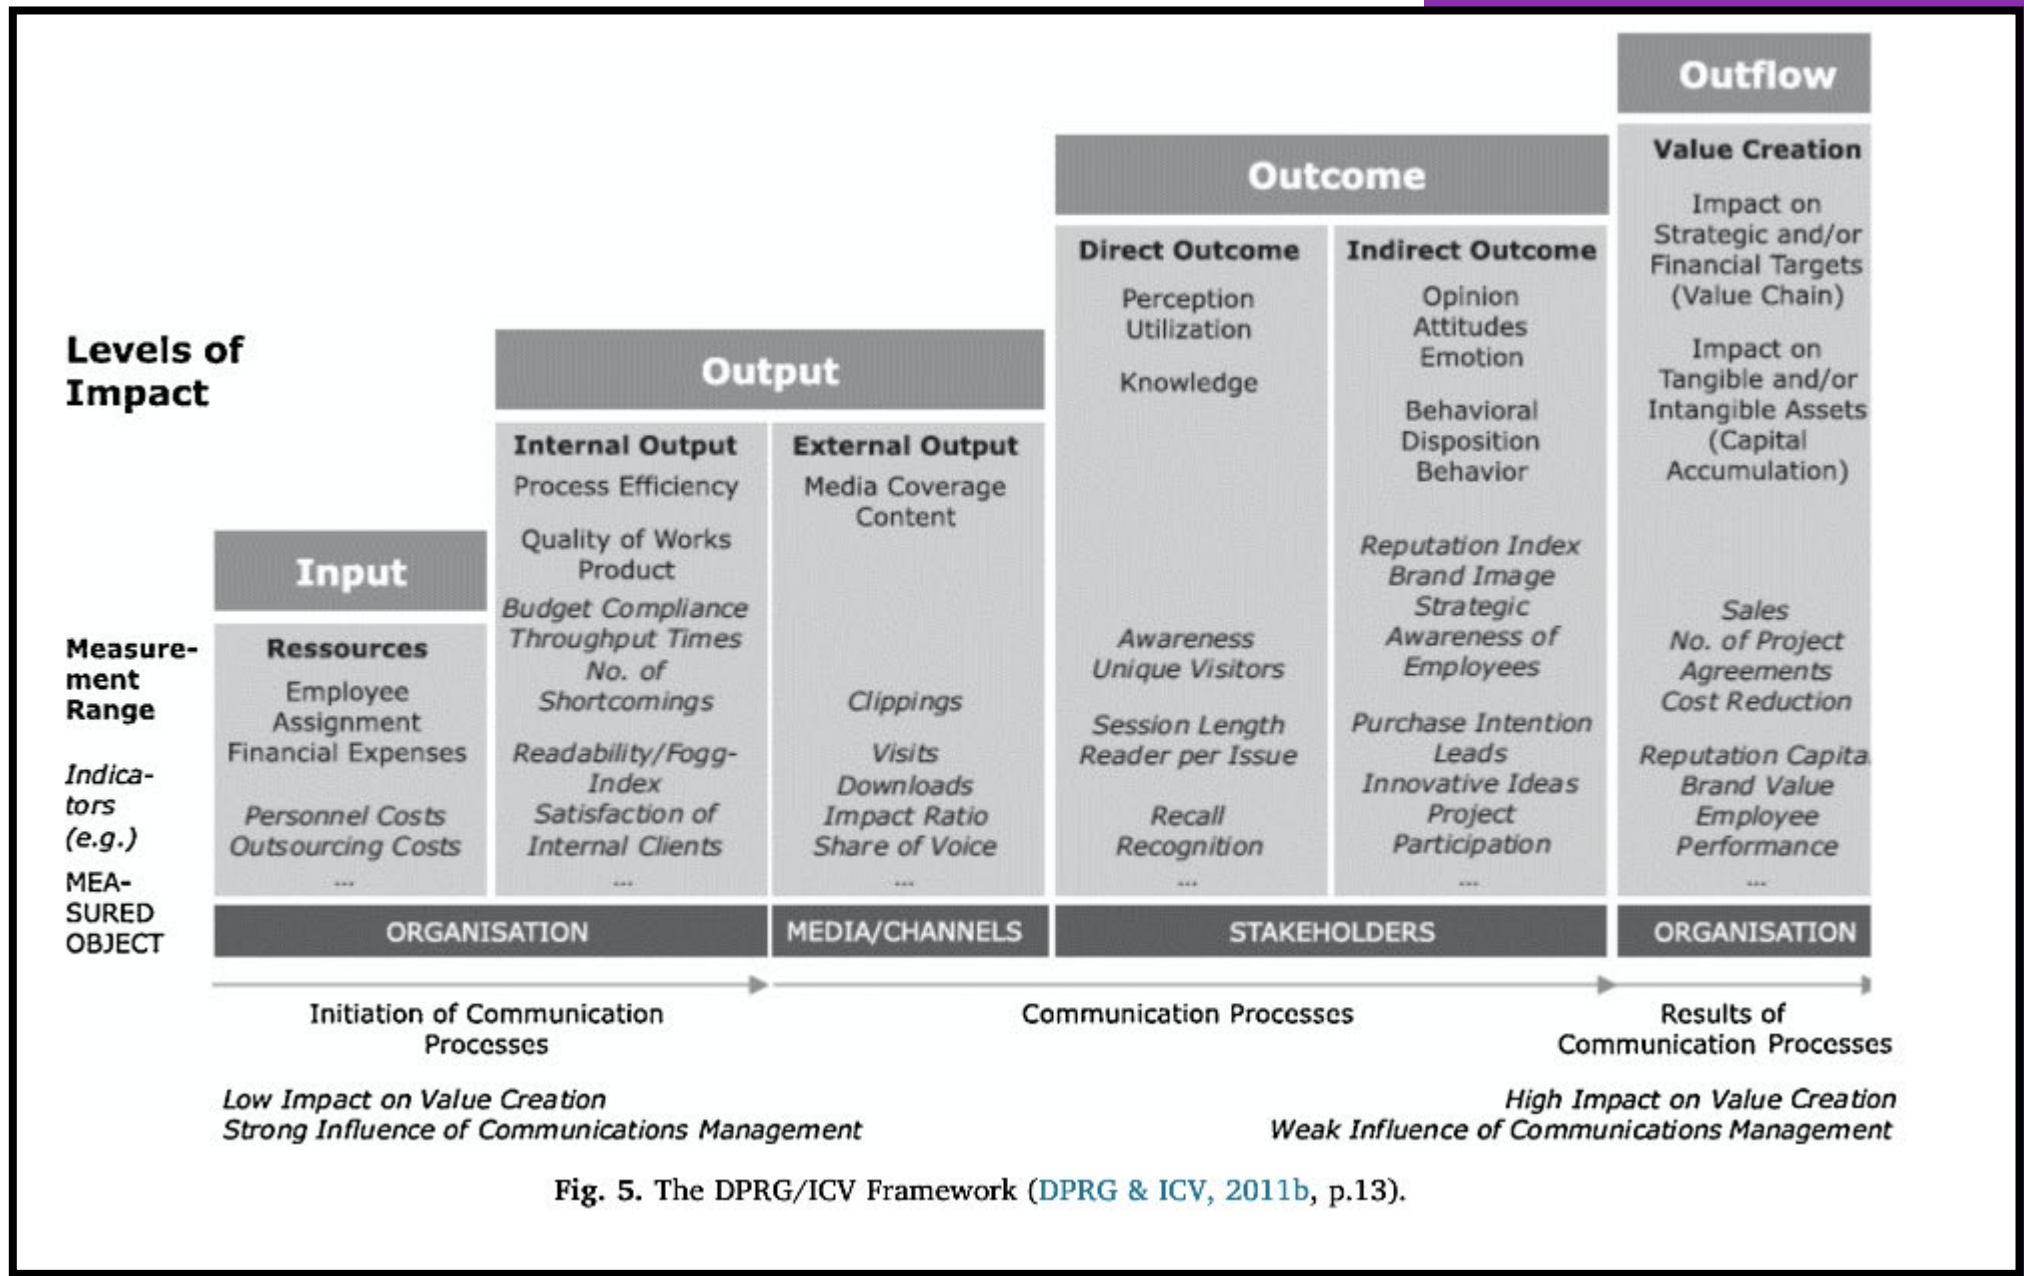 Outflow
Value Creation
Impact on
Strategic and/or
Financial Targets
(Value Chain)
Impact on
Tangible and/or
Intangible Assets
(Capital
Accumulation)
Sales
No. of Project
Agreements
Cost Reduction
Reputation Capita
Brand Value
Employee
Performance
...
Outcome
Direct Outcome
Perception
Utilization
Knowledge
Awareness
Unique Visitors
Session Length
Reader per Issue
Recall
Recognition
...
Indirect Outcome
Opinion
Attitudes
Emotion
Behavioral
Disposition
Behavior
Reputation Index
Brand Image
Strategic
Awareness of
Employees
Purchase Intention
Leads
Innovative Ideas
Project
Participation
...
Levels of
Impact
Output
Internal Output
Process Efficiency
Quality of Works
Product
Budget Compliance
Throughput Times
No. of
Shortcomings
Readability/Fogg-
Index
Satisfaction of
Internal Clients
...
External Output
Media Coverage
Content
Clippings
Visits
Downloads
Impact Ratio
Share of Voice
...
Input
Ressources
Employee
Assignment
Financial Expenses
Personnel Costs
Outsourcing Costs
...
Measure-
ment
Range
Indica-
tors
(e.g.)
MEA-
SURED
OBJECT
ORGANISATION
MEDIA/CHANNELS
STAKEHOLDERS
ORGANISATION
Initiation of Communication
Processes
Communication Processes
Results of
Communication Processes
Low Impact on Value Creation
Strong Influence of Communications Management
High Impact on Value Creation
Weak Influence of Communications Management
Fig. 5. The DPRG/ICV Framework (DPRG & ICV, 2011b, p.13).